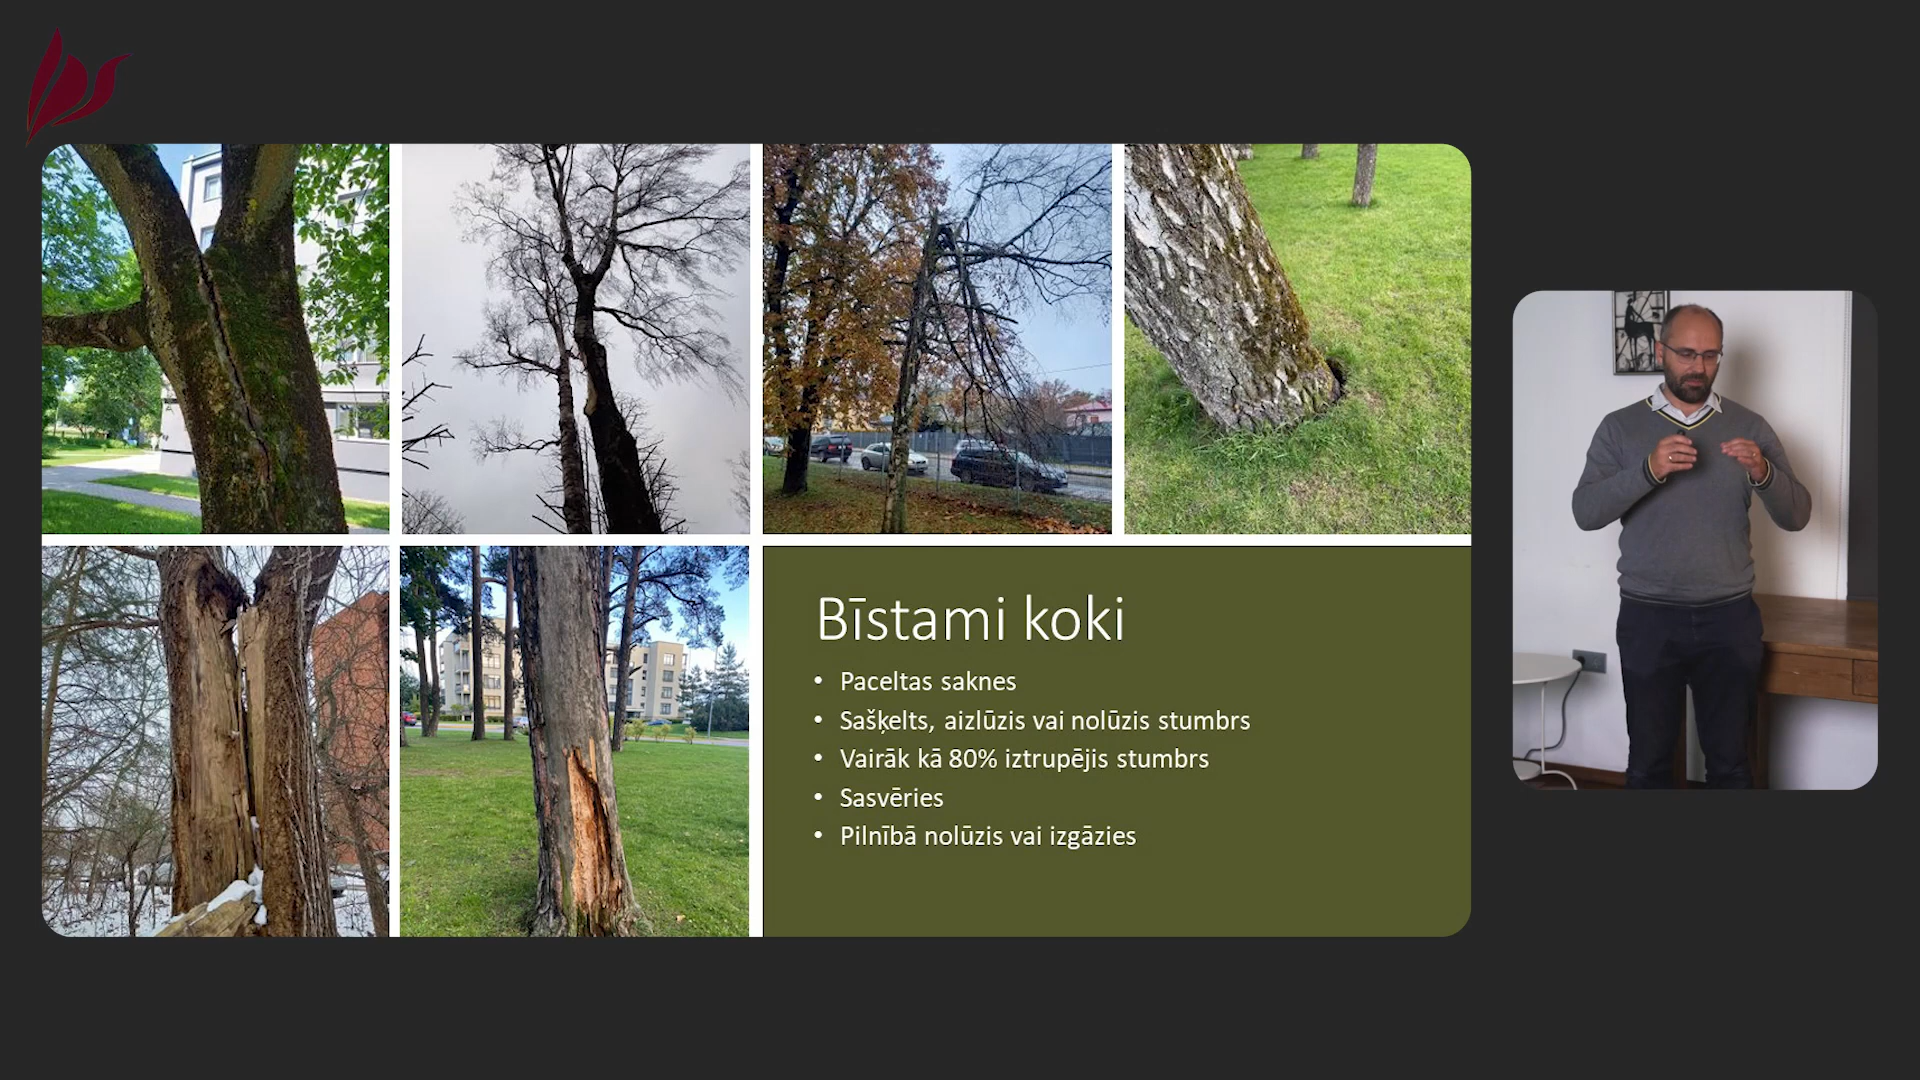 Bīstami koki
• Paceltas saknes
• Sašķelts, aizlūzis vai nolūzis stumbrs
• Vairāk kā 80% iztrupējis stumbrs
• Sasvēries
• Pilnībā nolūzis vai izgāzies